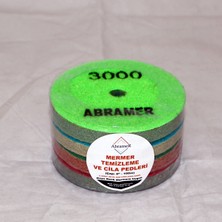 3000
ABRAMER
Abramer
MERMER
TEMİZLEME
VE CİLA PEDLERİ